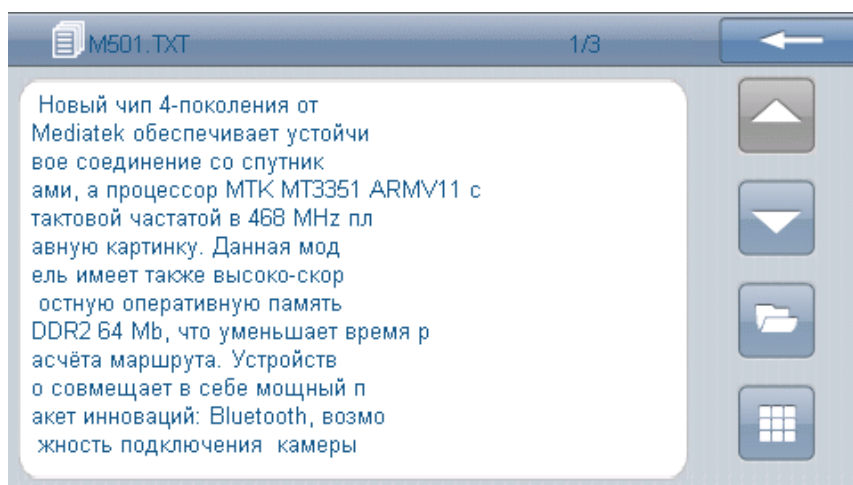 M501.TXT 1/3
Новый чип 4-поколения от
Mediatek обеспечивает устойчи
вое соединение со спутник
ами, а процессор МТК МТ3351 ARMV11 с
тактовой частатой в 468 MHz пл
авную картинку. Данная мод
ель имеет также высоко-скор
остную оперативную память
DDR2 64 Mb, что уменьшает время р
асчёта маршрута. Устройств
о совмещает в себе мощный п
акет инноваций: Bluetooth, возмо
жность подключения камеры